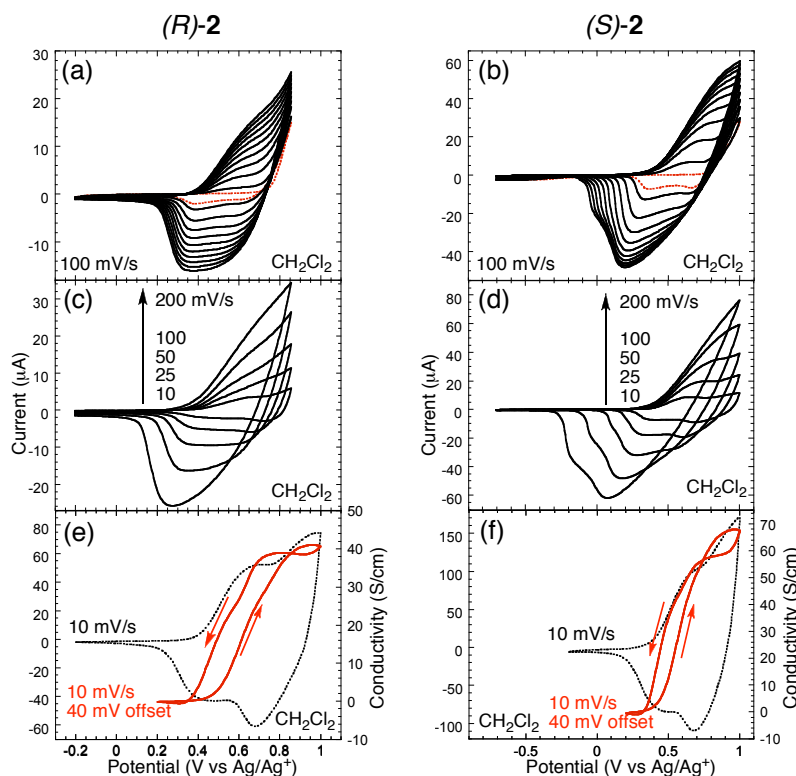 (R)-2
(S)-2
(a)
30
20
10
0
-10
100 mV/s
CH2Cl2
(b)
60
40
20
0
-20
-40
100 mV/s
CH2Cl2
(c)
200 mV/s
100
50
25
10
30
20
10
0
-10
-20
Current (μA)
CH2Cl2
(d)
200 mV/s
100
50
25
10
80
60
40
20
0
-20
-40
-60
Current (μA)
CH2Cl2
(e)
80
60
40
20
0
-20
-40
-60
50
40
30
20
10
0
-10
Conductivity (S/cm)
10 mV/s
10 mV/s
40 mV offset
CH2Cl2
-0.2 0 0.2 0.4 0.6 0.8 1
Potential (V vs Ag/Ag+)
(f)
150
100
50
0
-50
-100
70
60
50
40
30
20
10
0
-10
Conductivity (S/cm)
10 mV/s
10 mV/s
40 mV offset
CH2Cl2
-0.5 0 0.5 1
Potential (V vs Ag/Ag+)